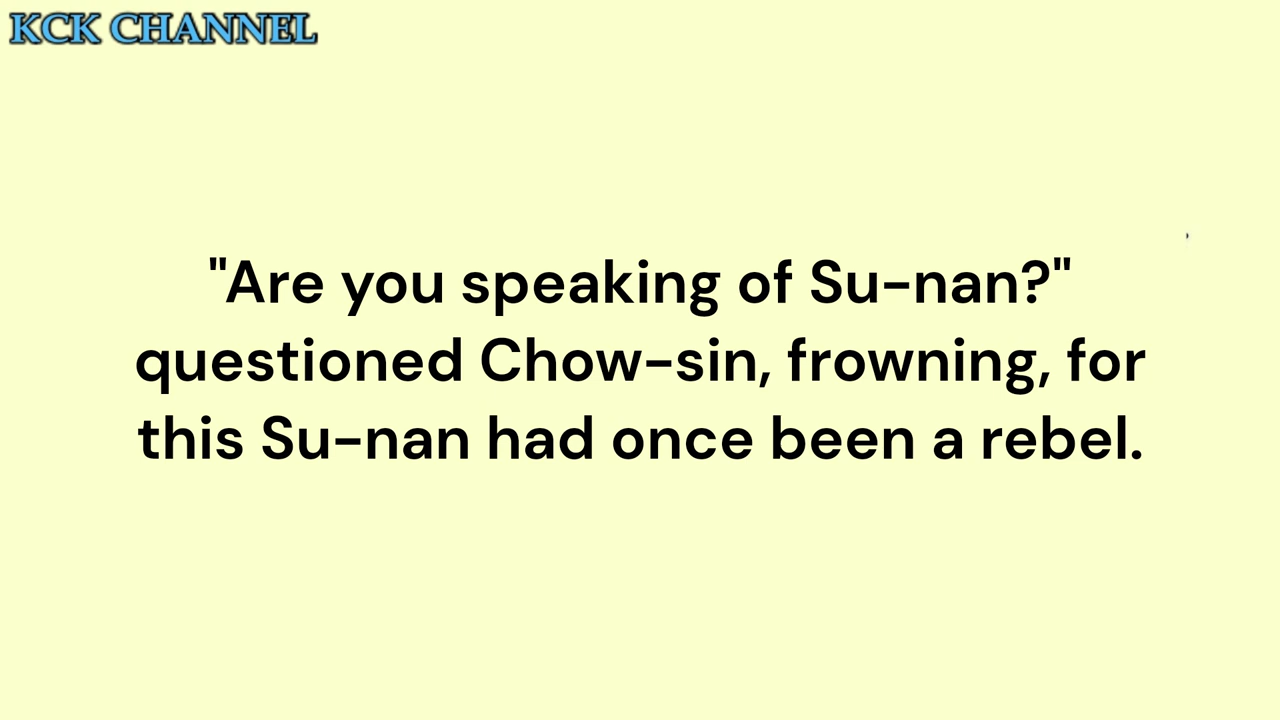 KCK CHANNEL
"Are you speaking of Su-nan?"
questioned Chow-sin, frowning, for
this Su-nan had once been a rebel.